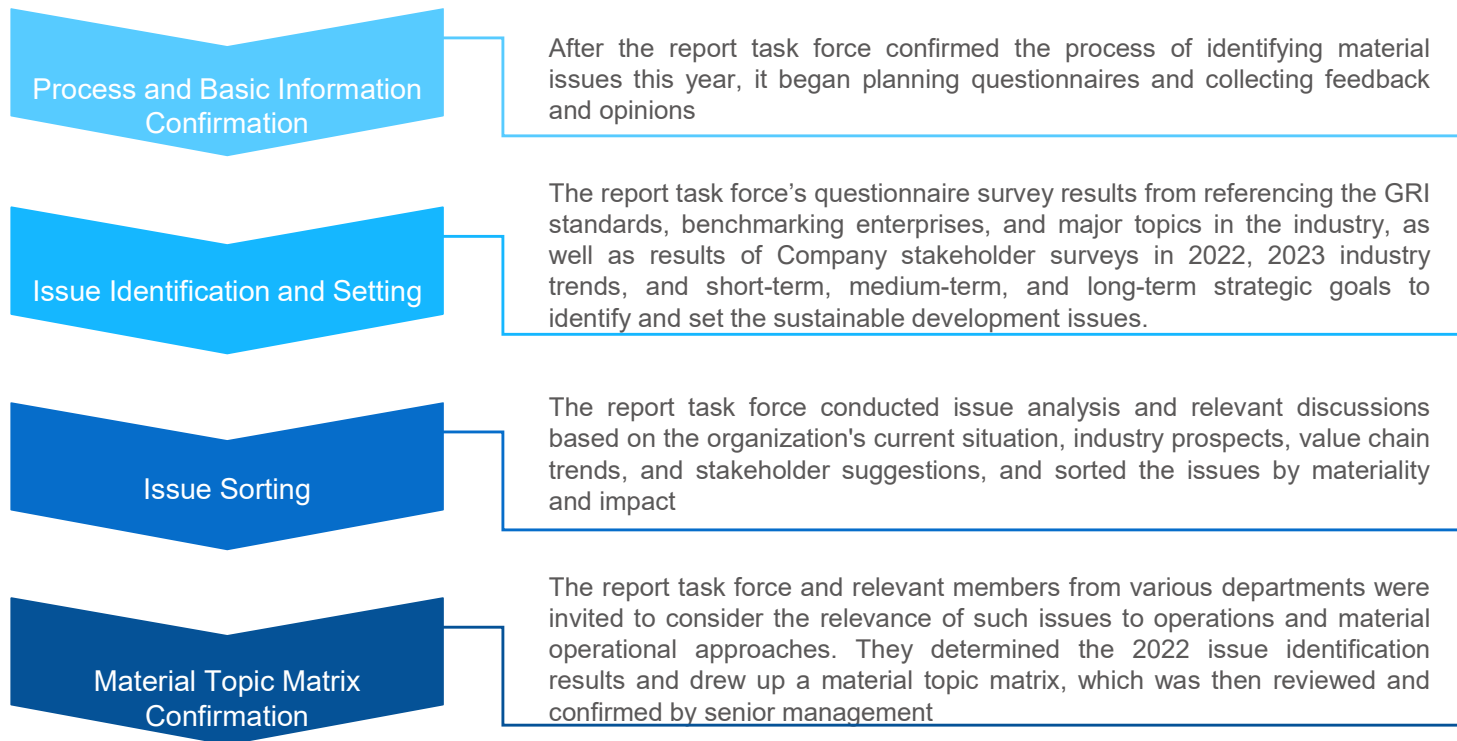 Process and Basic Information
Confirmation
After the report task force confirmed the process of identifying material
issues this year, it began planning questionnaires and collecting feedback
and opinions
Issue Identification and Setting
The report task force’s questionnaire survey results from referencing the GRI
standards, benchmarking enterprises, and major topics in the industry, as
well as results of Company stakeholder surveys in 2022, 2023 industry
trends, and short-term, medium-term, and long-term strategic goals to
identify and set the sustainable development issues.
Issue Sorting
The report task force conducted issue analysis and relevant discussions
based on the organization's current situation, industry prospects, value chain
trends, and stakeholder suggestions, and sorted the issues by materiality
and impact
Material Topic Matrix
Confirmation
The report task force and relevant members from various departments were
invited to consider the relevance of such issues to operations and material
operational approaches. They determined the 2022 issue identification
results and drew up a material topic matrix, which was then reviewed and
confirmed by senior management